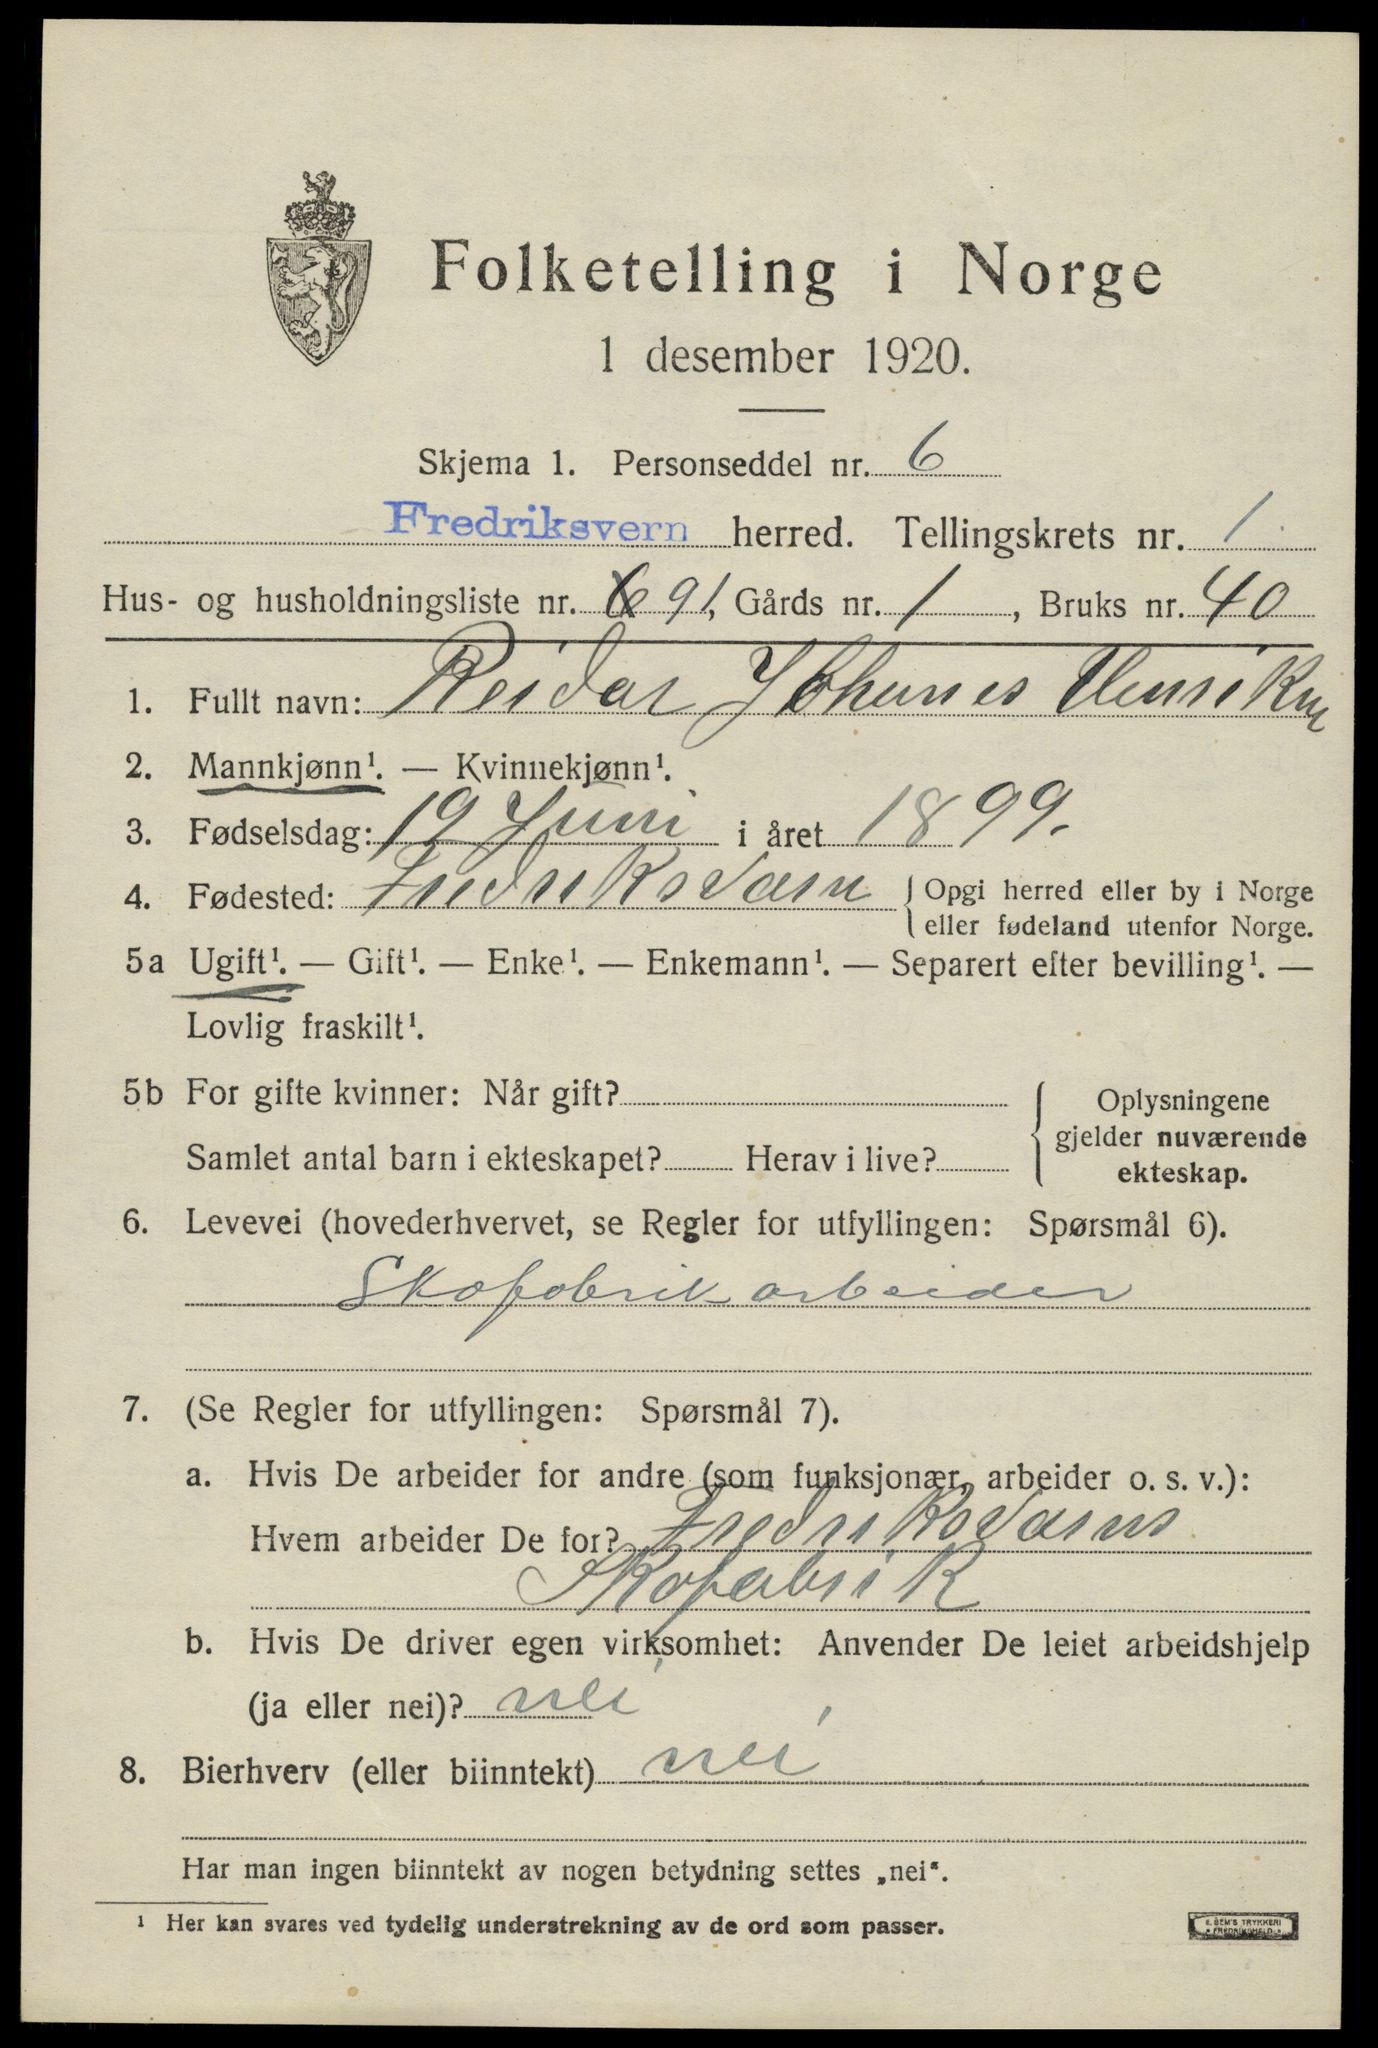 Folketelling i Norge
1 desember 1920.
Skjema 1. Personseddel nr. 6
Fredriksvern herred. Tellingskrets nr. 1
Hus- og husholdningsliste nr. 91, Gårds nr. 1, Bruks nr. 40
1. Fullt navn: Reidar Johanes
2. Mannkjønn¹. — Kvinnekjønn¹.
3. Fødselsdag: 19 Juni i året 1899.
4. Fødested: Fredriksvarn { Opgi herred eller by i Norge
eller fødeland utenfor Norge.
5a Ugift¹. — Gift¹. — Enke¹. — Enkemann¹. — Separert efter bevilling¹. —
Lovlig fraskilt¹.
5b For gifte kvinner: Når gift?
Samlet antal barn i ekteskapet? Herav i live?
{ Oplysningene
gjelder nuværende
ekteskap.
6. Levevei (hovederhvervet, se Regler for utfyllingen: Spørsmål 6).
Skofabrikarbeider
7. (Se Regler for utfyllingen: Spørsmål 7).
a. Hvis De arbeider for andre (som funksjonær, arbeider o. s. v.):
Hvem arbeider De for? Fredriksvarns
Skofabrik
b. Hvis De driver egen virksomhet: Anvender De leiet arbeidshjelp
(ja eller nei)? nei
8. Bierhverv (eller biinntekt) nei
Har man ingen biinntekt av nogen betydning settes „nei".
¹ Her kan svares ved tydelig understrekning av de ord som passer.
E. SEM'S TRYKKERI
FREDRIKSHALD